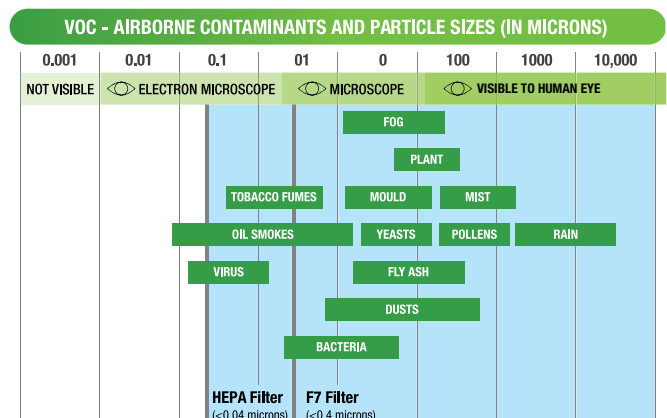 VOC - AIRBORNE CONTAMINANTS AND PARTICLE SIZES (IN MICRONS)
0.001 0.01 0.1 01 0 100 1000 10,000
NOT VISIBLE ELECTRON MICROSCOPE MICROSCOPE VISIBLE TO HUMAN EYE
FOG
PLANT
TOBACCO FUMES MOULD MIST
OIL SMOKES YEASTS POLLENS RAIN
VIRUS FLY ASH
DUSTS
BACTERIA
HEPA Filter F7 Filter
(<0.04 microns) (<0.4 microns)